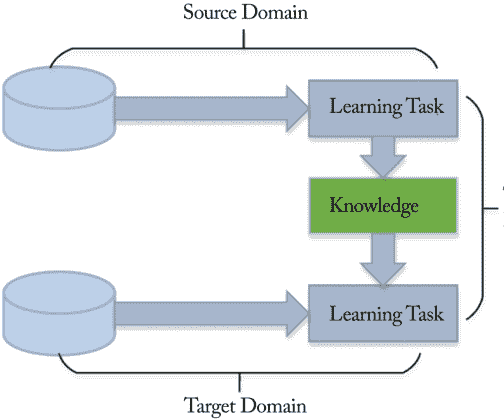 Source Domain
Learning Task
Knowledge
Learning Task
Target Domain